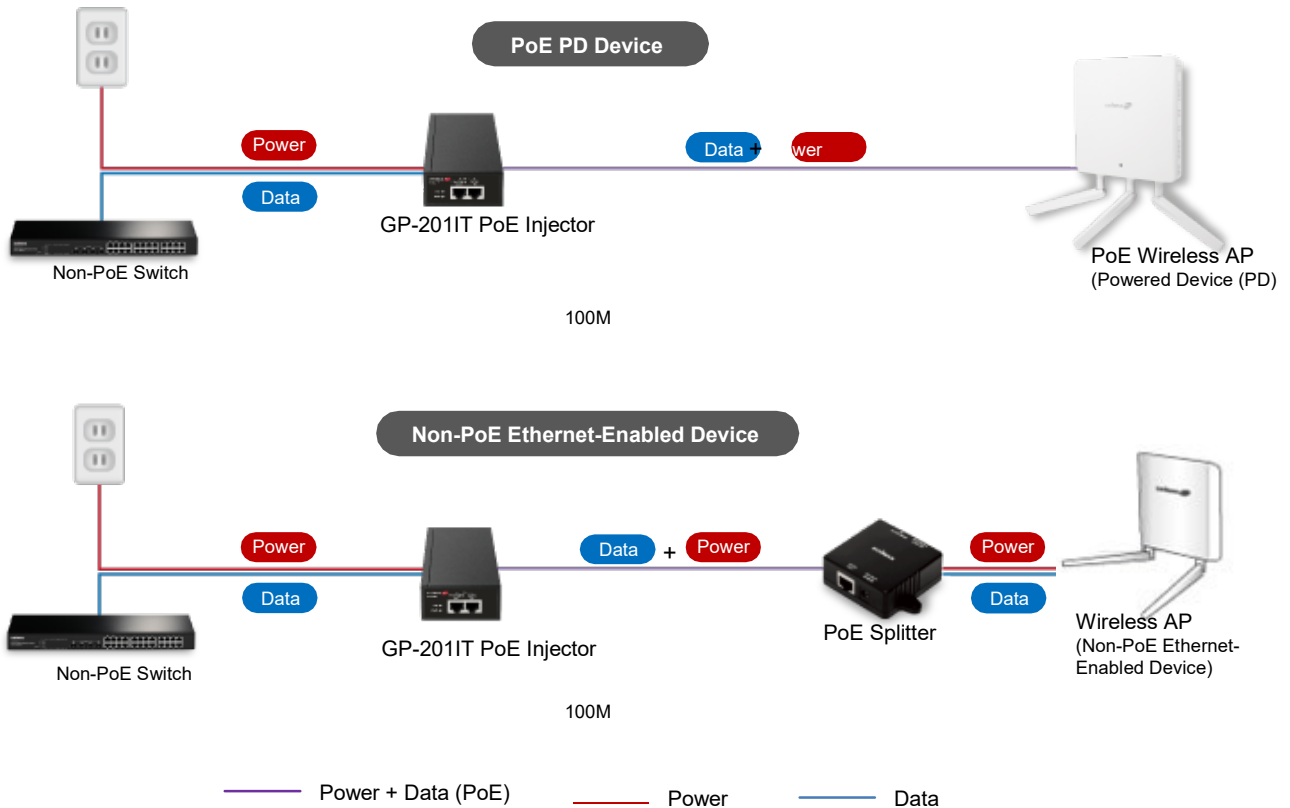 PoE PD Device
Power
Data + wer
Data
GP-201IT PoE Injector
Non-PoE Switch
PoE Wireless AP
(Powered Device (PD)
100M
Non-PoE Ethernet-Enabled Device
Power
Data + Power
Power
Data
Data
GP-201IT PoE Injector
PoE Splitter
Wireless AP
(Non-PoE Ethernet-
Enabled Device)
Non-PoE Switch
100M
Power + Data (PoE)
Power
Data